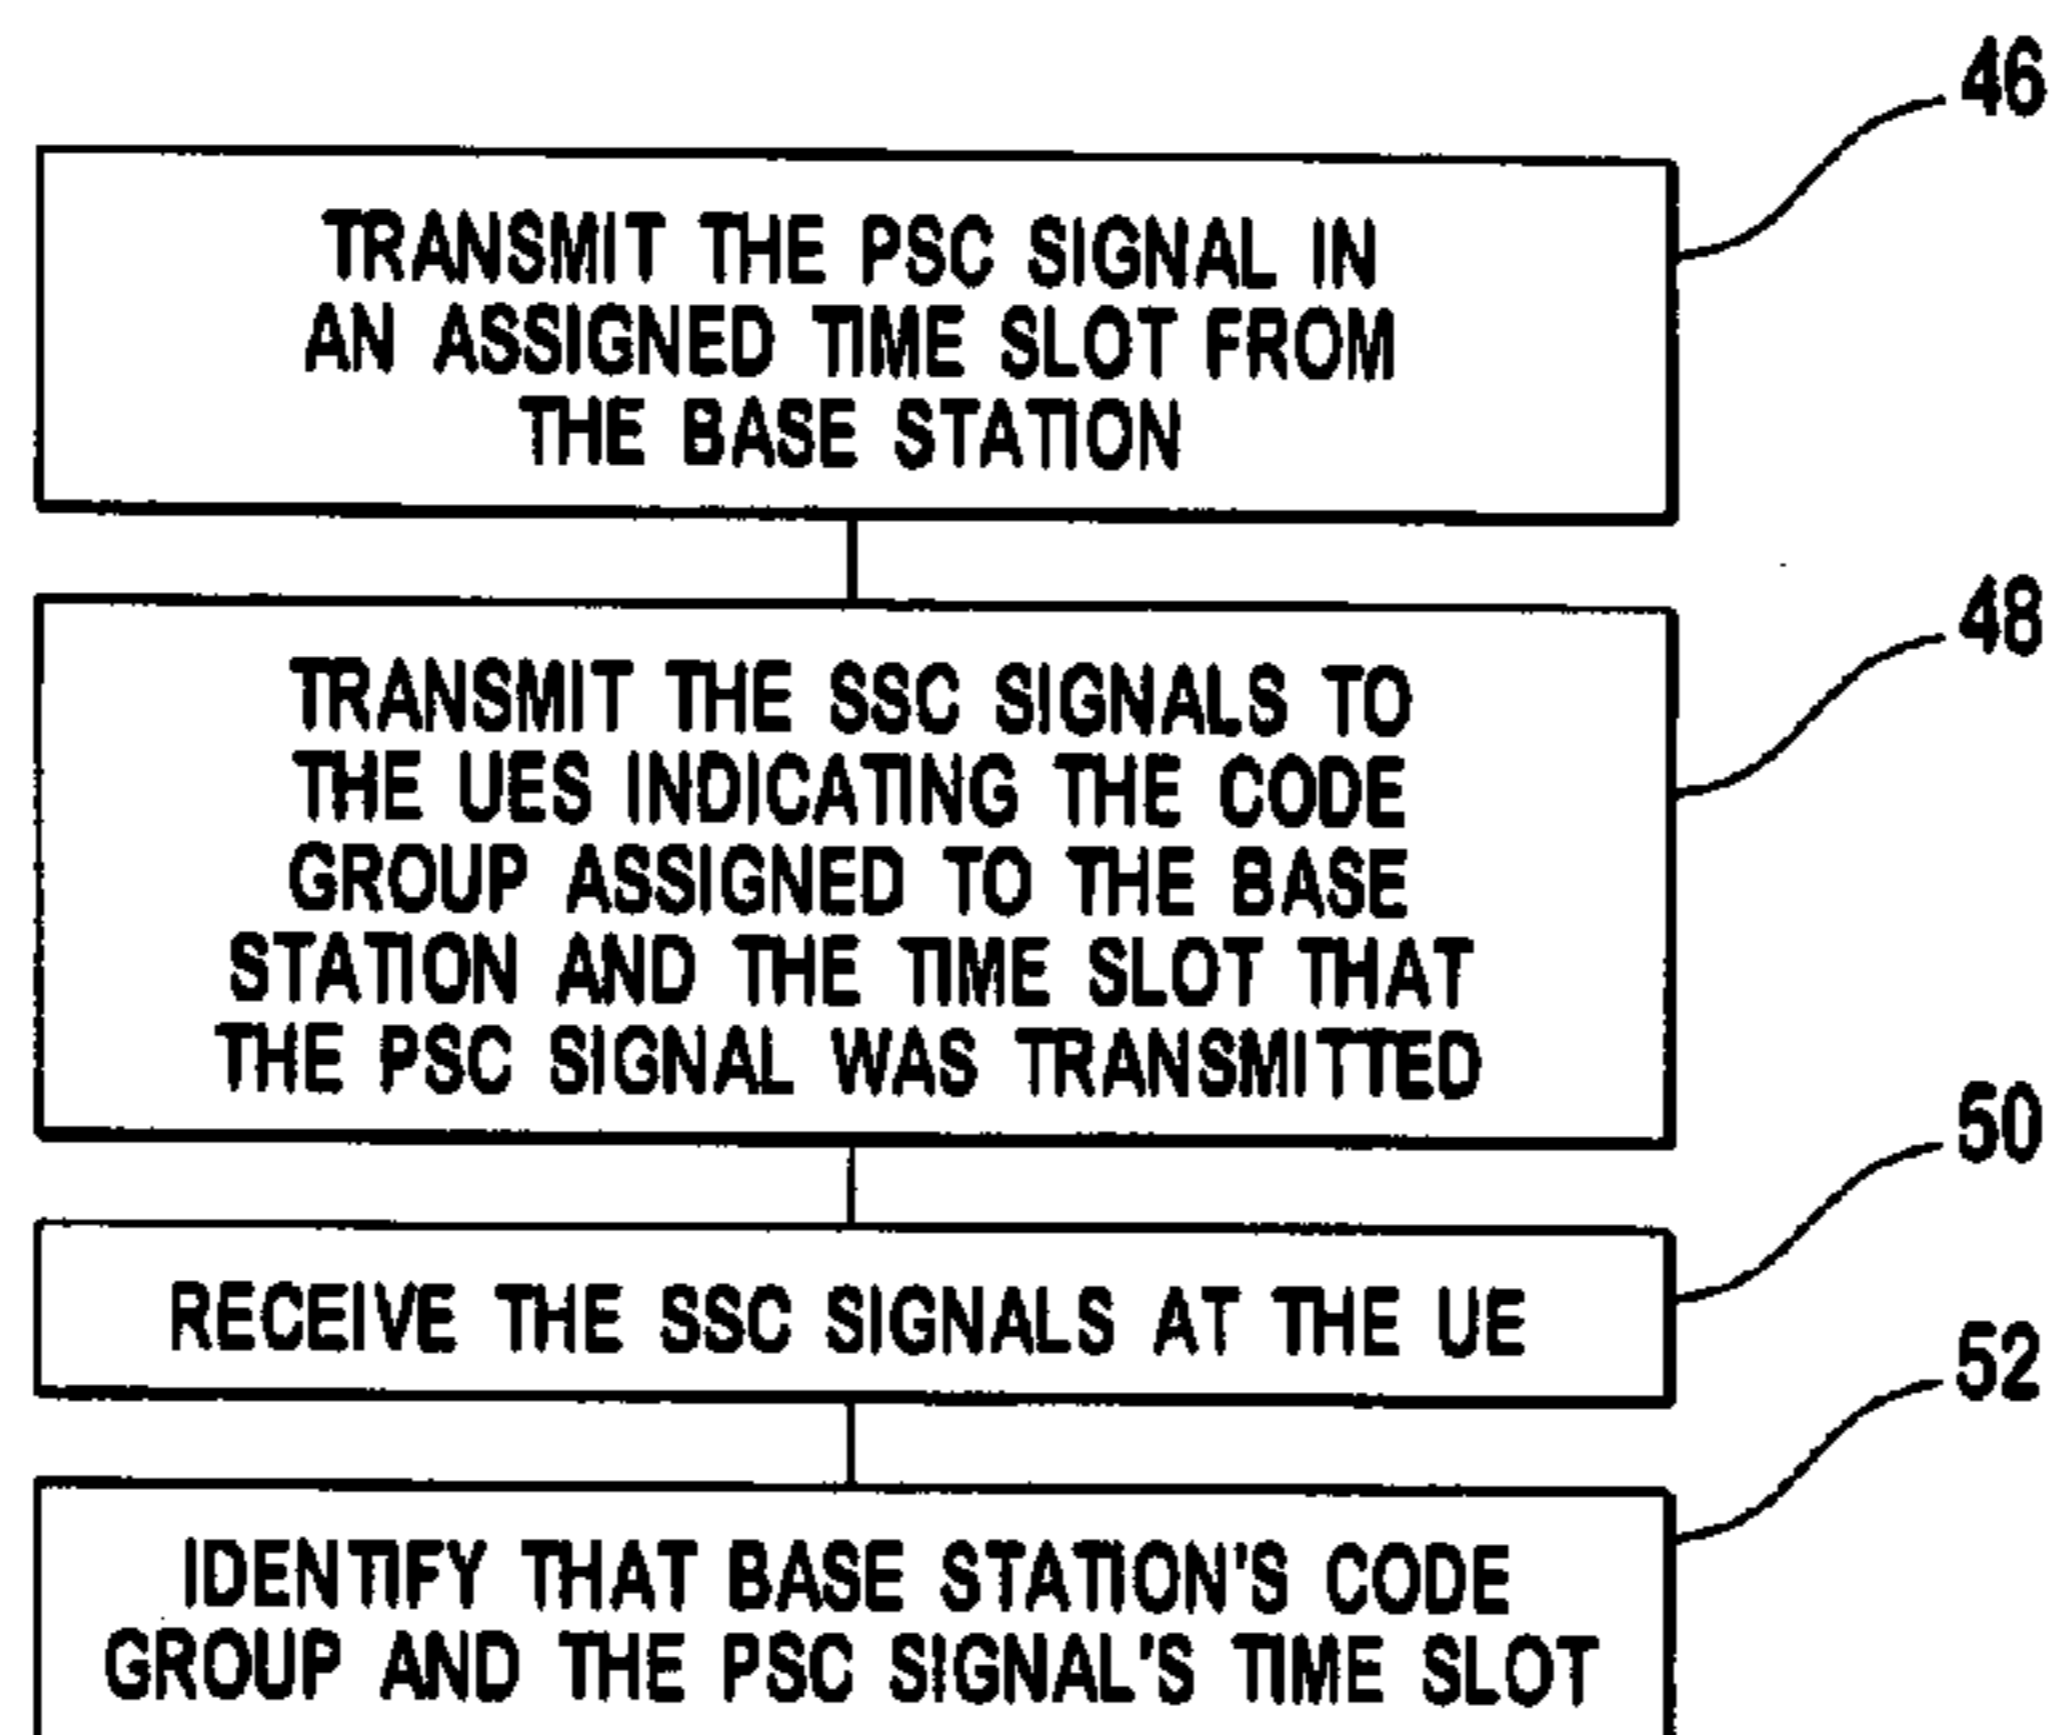 46
TRANSMIT THE PSC SIGNAL IN
AN ASSIGNED TIME SLOT FROM
THE BASE STATION
48
TRANSMIT THE SSC SIGNALS TO
THE UES INDICATING THE CODE
GROUP ASSIGNED TO THE BASE
STATION AND THE TIME SLOT THAT
THE PSC SIGNAL WAS TRANSMITTED
50
RECEIVE THE SSC SIGNALS AT THE UE
52
IDENTIFY THAT BASE STATION'S CODE
GROUP AND THE PSC SIGNAL'S TIME SLOT